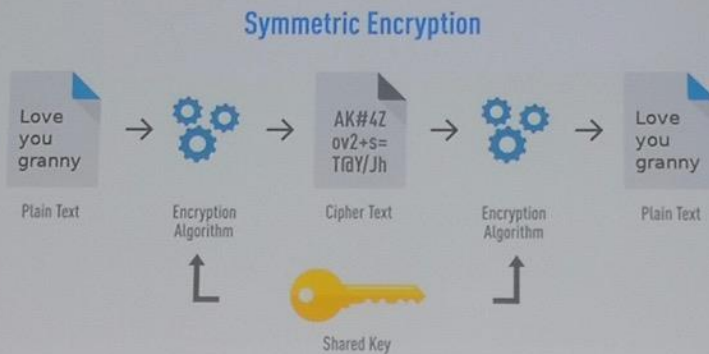 Symmetric Encryption
Love
you
granny
AK#4Z
ov2+s=
T@Y/Jh
Love
you
granny
Plain Text
Encryption
Algorithm
Cipher Text
Encryption
Algorithm
Plain Text
Shared Key